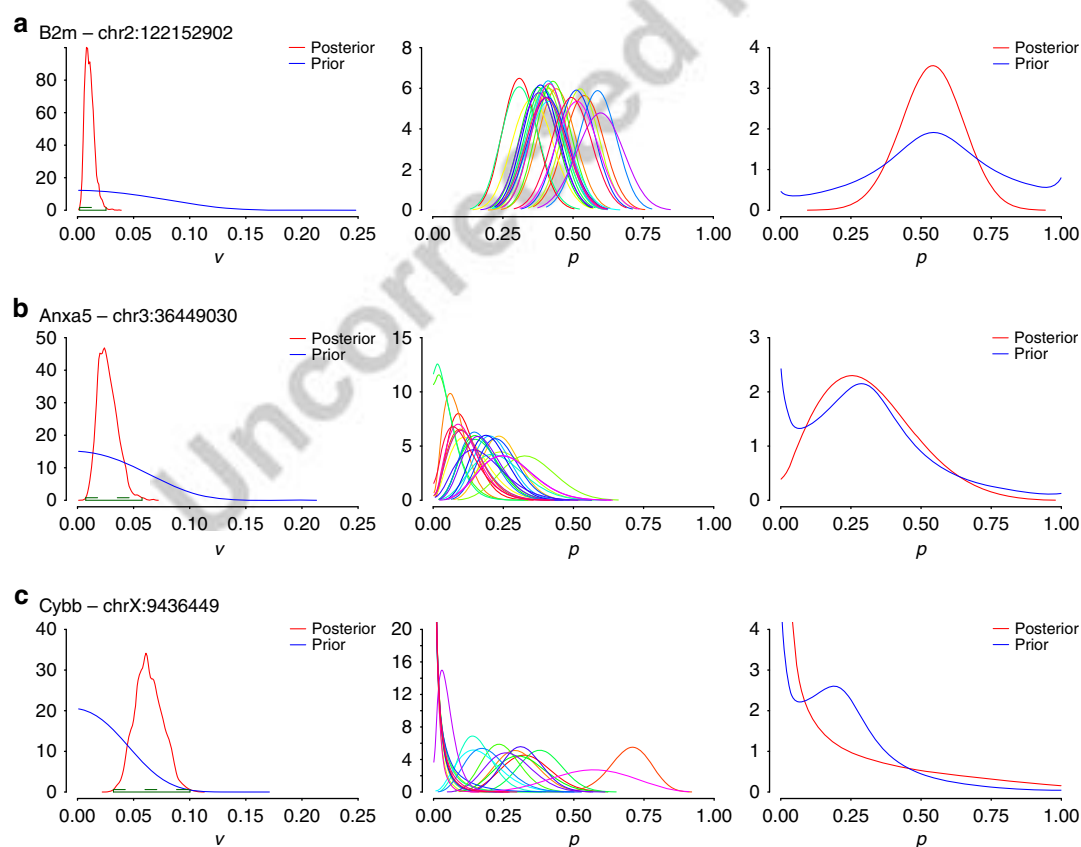 a B2m – chr2:122152902
Posterior
Prior
80
60
40
20
0
0.00 0.05 0.10 0.15 0.20 0.25
v
8
6
4
2
0
0.00 0.25 0.50 0.75 1.00
p
Posterior
Prior
4
3
2
1
0
0.00 0.25 0.50 0.75 1.00
p
b Anxa5 – chr3:36449030
Posterior
Prior
50
40
30
20
10
0
0.00 0.05 0.10 0.15 0.20 0.25
v
15
10
5
0
0.00 0.25 0.50 0.75 1.00
p
Posterior
Prior
3
2
1
0
0.00 0.25 0.50 0.75 1.00
p
c Cybb – chrX:9436449
Posterior
Prior
40
30
20
10
0
0.00 0.05 0.10 0.15 0.20 0.25
v
20
16
12
8
4
0
0.00 0.25 0.50 0.75 1.00
p
Posterior
Prior
4
3
2
1
0
0.00 0.25 0.50 0.75 1.00
p